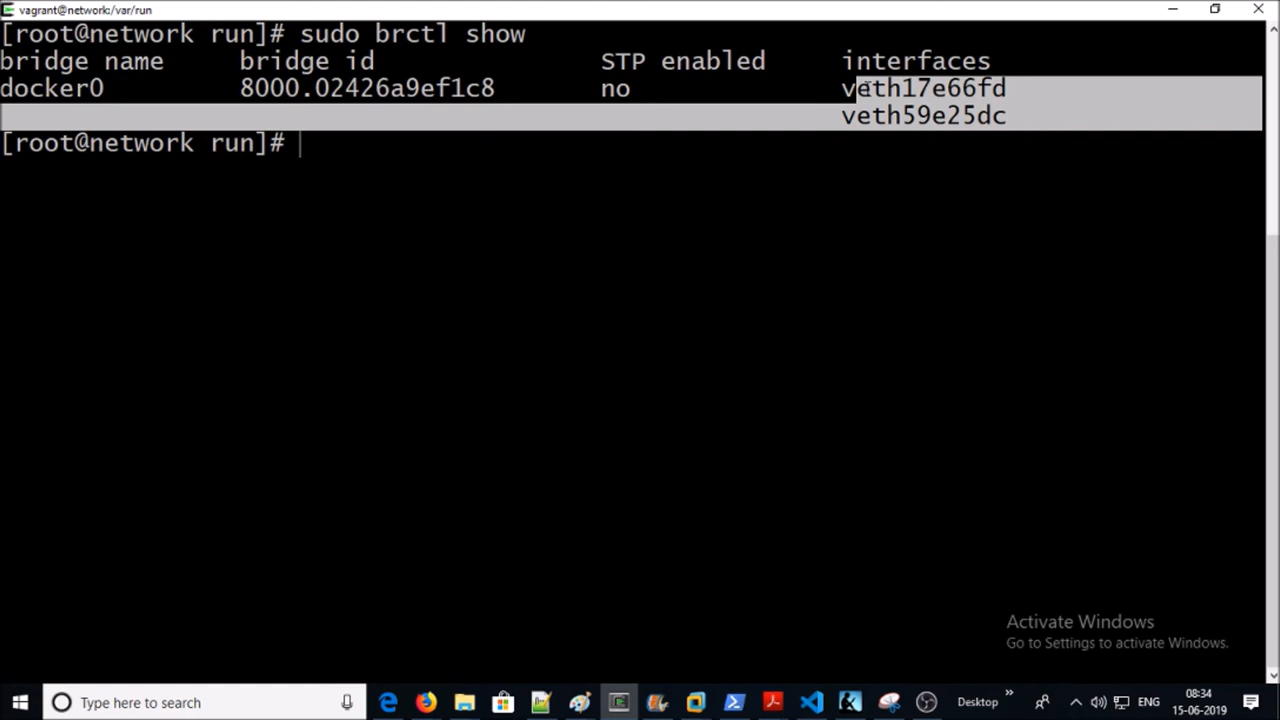 vagrant@network:/var/run
[root@network run]# sudo brctl show
bridge name bridge id STP enabled interfaces
docker0 8000.02426a9ef1c8 no veth17e66fd
veth59e25dc
[root@network run]#
Activate Windows
Go to Settings to activate Windows.
Type here to search
Desktop
ENG
08:34
15-06-2019